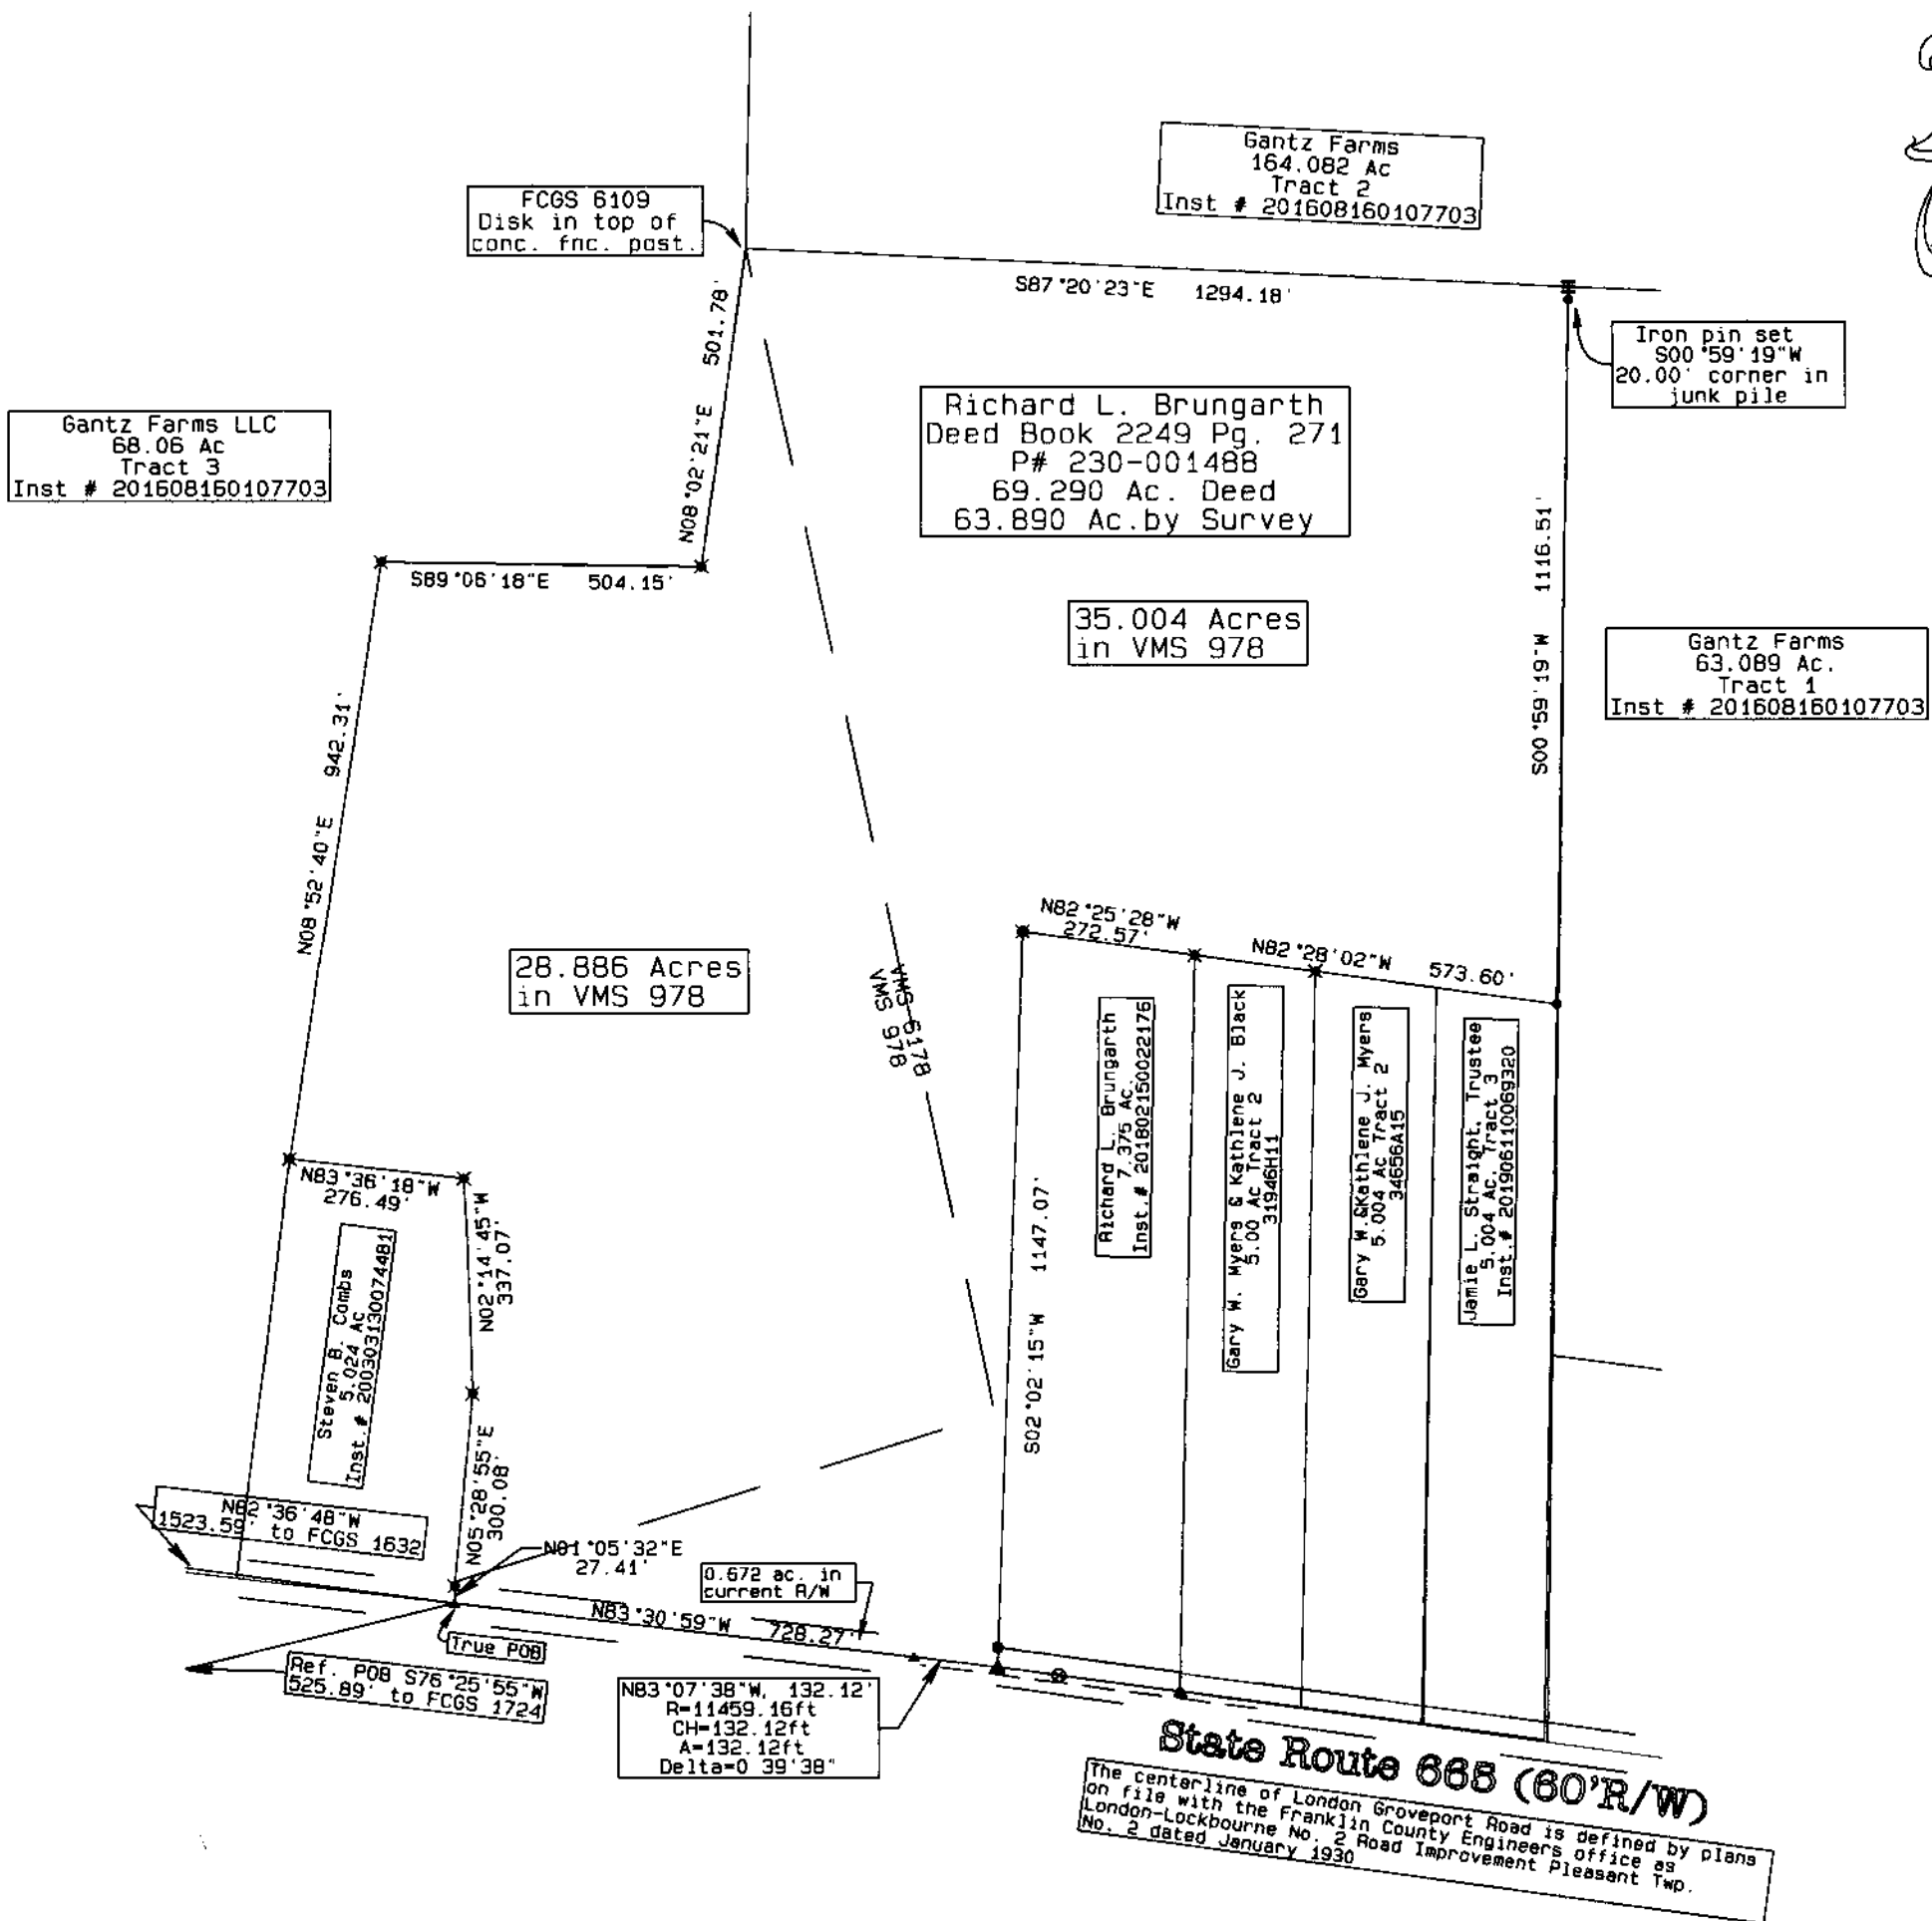 Gantz Farms
164.082 Ac
Tract 2
Inst # 201608160107703
FCGS 6109
Disk in top of
conc. fnc. post.
S87°20'23"E 1294.18'
Iron pin set
S00°59'19"W
20.00' corner in
junk pile
N08°02'21"E 501.78'
Richard L. Brungarth
Deed Book 2249 Pg. 271
P# 230-001488
69.290 Ac. Deed
63.890 Ac.by Survey
Gantz Farms LLC
68.06 Ac
Tract 3
Inst # 201608160107703
S89°06'18"E 504.15'
S00°59'19"W 1116.51'
35.004 Acres
in VMS 978
Gantz Farms
63.089 Ac.
Tract 1
Inst # 201608160107703
N08°52'40"E 942.31'
N82°25'28"W
272.57'
N82°28'02"W 573.60'
28.886 Acres
in VMS 978
VMS 6178
VMS 978
Richard L. Brungarth
7.375 Ac.
Inst.# 201802150022176
Gary W. Myers & Kathlene J. Black
5.00 Ac Tract 2
31946H11
Gary W.&Kathlene J. Myers
5.004 Ac Tract 2
34656A15
Jamie L. Straight, Trustee
5.004 Ac. Tract 3
Inst.# 201906110069320
N83°36'18"W
276.49'
N02°14'45"W
337.07'
Steven B. Combs
5.024 Ac
Inst.# 200303130074481
S02°02'15"W 1147.07'
N05°28'55"E
300.08'
N82°36'48"W
1523.59' to FCGS 1632
N01°05'32"E
27.41'
0.672 ac. in
current R/W
N83°30'59"W 728.27'
True POB
Ref. POB S76°25'55"W
525.89' to FCGS 1724
N83°07'38"W, 132.12'
R=11459.16ft
CH=132.12ft
A=132.12ft
Delta=0 39'38"
State Route 665 (60'R/W)
The centerline of London Groveport Road is defined by plans
on file with the Franklin County Engineers office as
London-Lockbourne No. 2 Road Improvement Pleasant Twp.
No. 2 dated January 1930